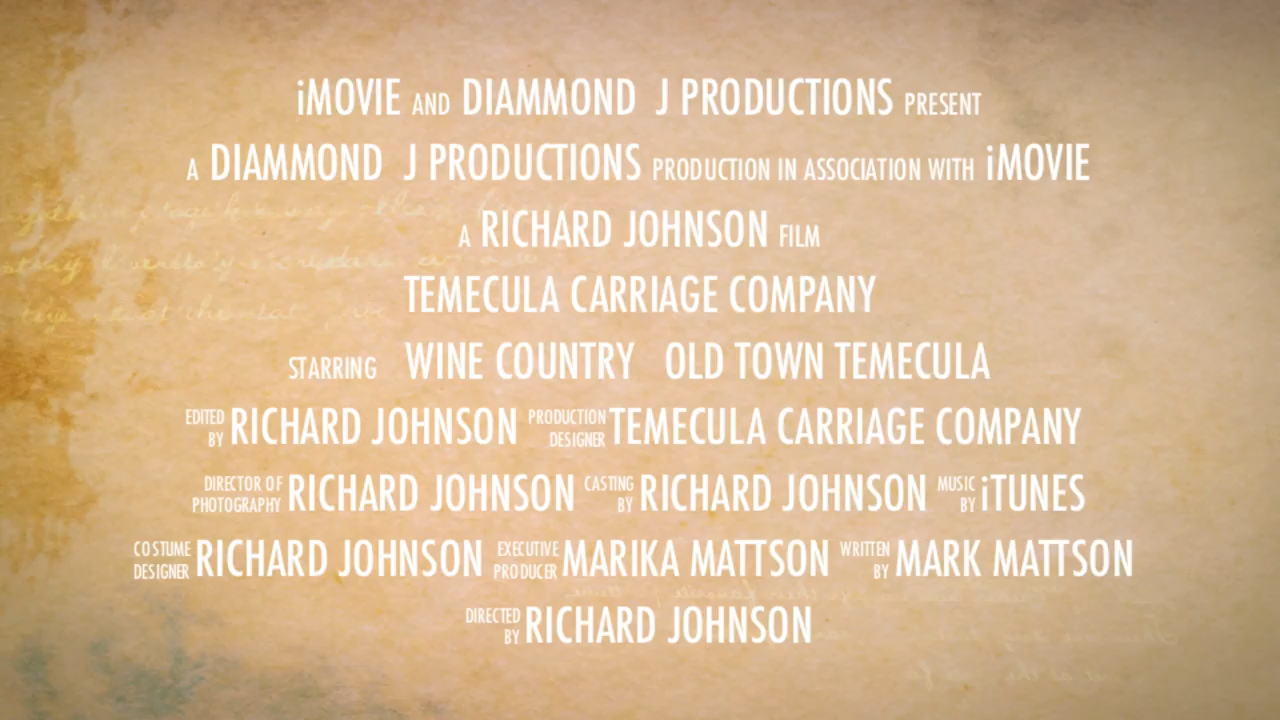 iMOVIE AND DIAMMOND J PRODUCTIONS PRESENT
A DIAMMOND J PRODUCTIONS PRODUCTION IN ASSOCIATION WITH iMOVIE
A RICHARD JOHNSON FILM
TEMECULA CARRIAGE COMPANY
STARRING WINE COUNTRY OLD TOWN TEMECULA
EDITED BY RICHARD JOHNSON PRODUCTION DESIGNER TEMECULA CARRIAGE COMPANY
DIRECTOR OF PHOTOGRAPHY RICHARD JOHNSON CASTING BY RICHARD JOHNSON MUSIC BY iTUNES
COSTUME DESIGNER RICHARD JOHNSON EXECUTIVE PRODUCER MARIKA MATTSON WRITTEN BY MARK MATTSON
DIRECTED BY RICHARD JOHNSON